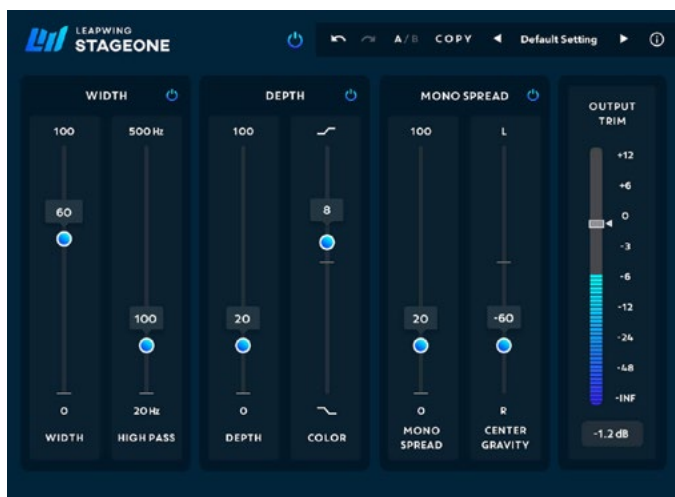 LEAPWING
STAGEONE
A/B COPY Default Setting
WIDTH
100 500 Hz
60
100
0 20 Hz
WIDTH HIGH PASS
DEPTH
100
8
20
0
DEPTH COLOR
MONO SPREAD
100 L
20 -60
0 R
MONO SPREAD
CENTER GRAVITY
OUTPUT
TRIM
+12
+6
0
-3
-6
-12
-24
-48
-INF
-1.2 dB